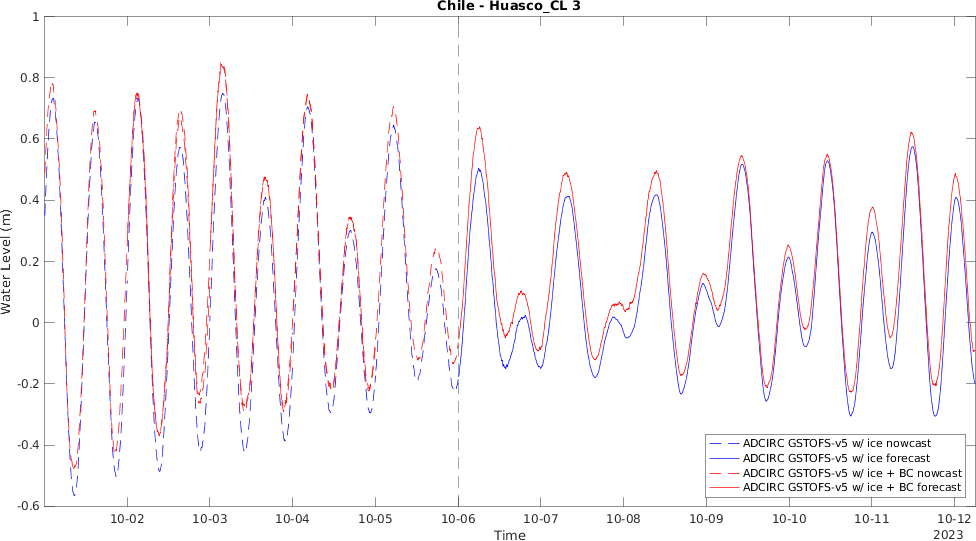 Chile - Huasco_CL 3
1
0.8
0.6
0.4
0.2
0
-0.2
-0.4
-0.6
Water Level (m)
ADCIRC GSTOFS-v5 w/ ice nowcast
ADCIRC GSTOFS-v5 w/ ice forecast
ADCIRC GSTOFS-v5 w/ ice + BC nowcast
ADCIRC GSTOFS-v5 w/ ice + BC forecast
10-02 10-03 10-04 10-05 10-06 10-07 10-08 10-09 10-10 10-11 10-12
Time 2023